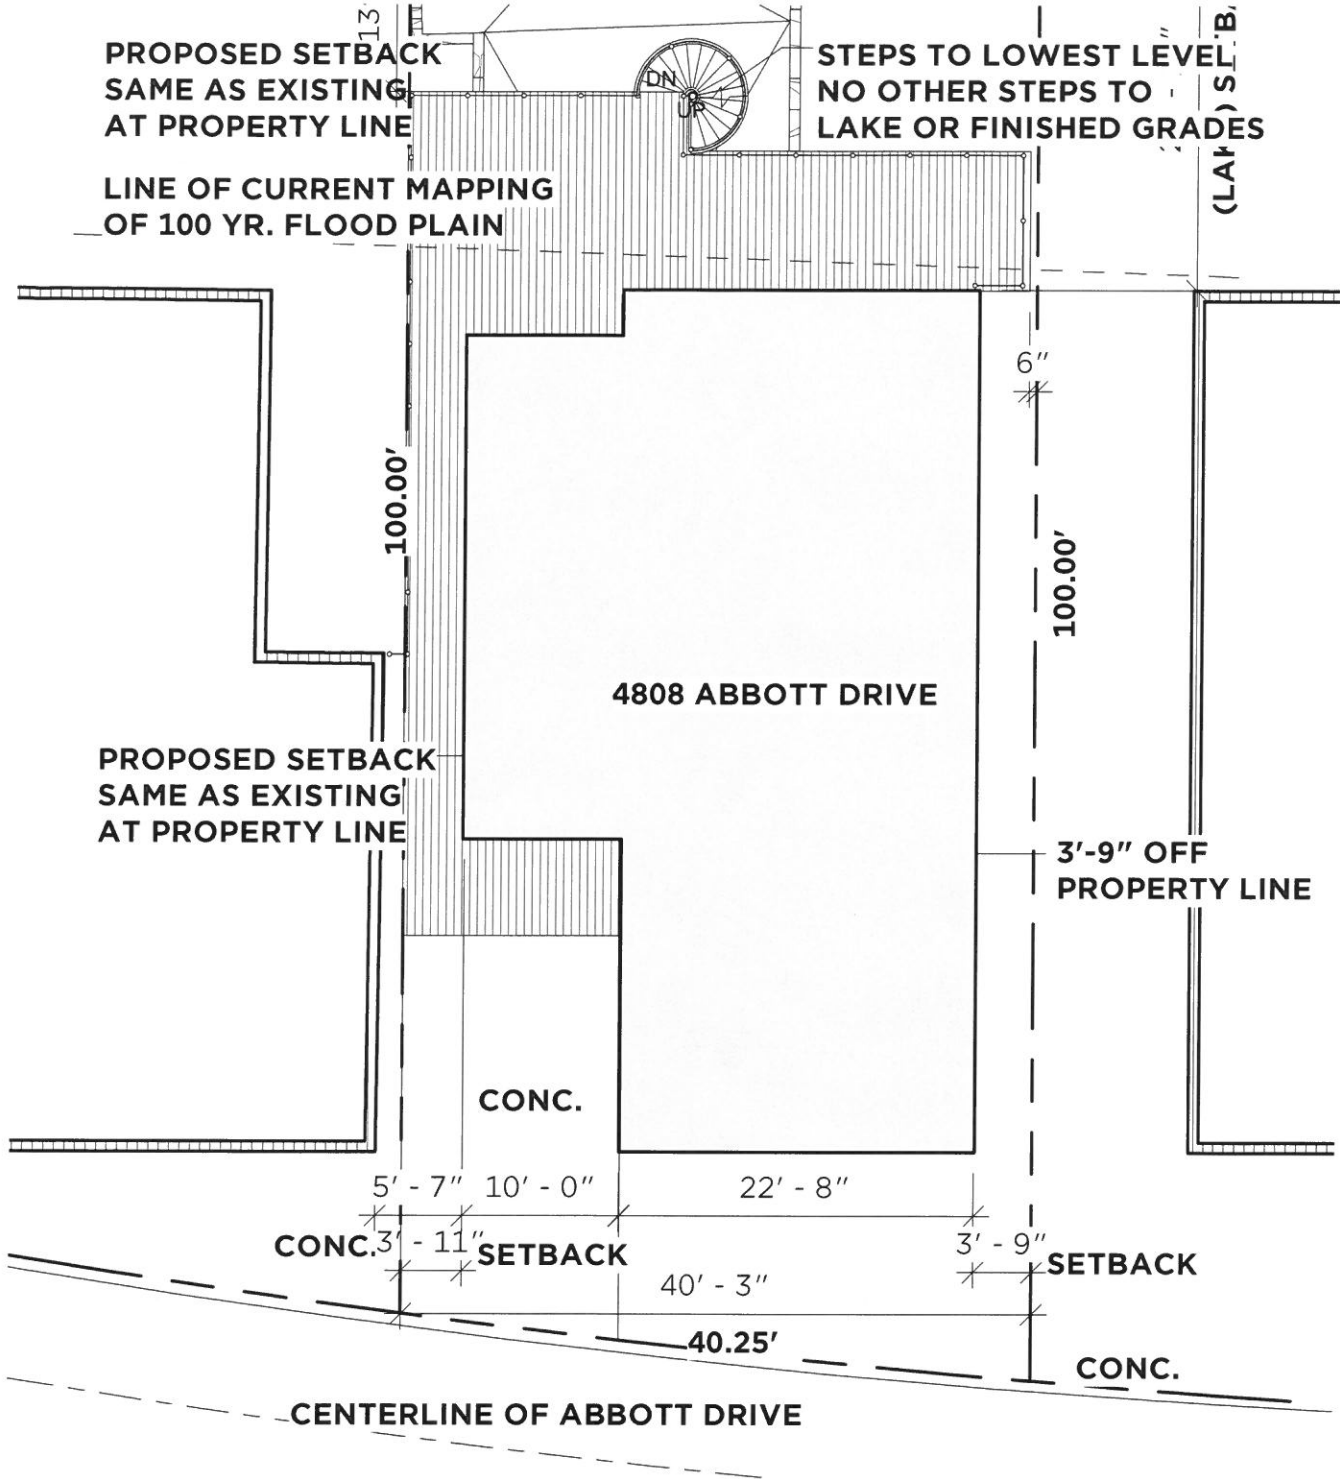 13'
PROPOSED SETBACK
SAME AS EXISTING
AT PROPERTY LINE
STEPS TO LOWEST LEVEL
NO OTHER STEPS TO
LAKE OR FINISHED GRADES
DN
UP
LINE OF CURRENT MAPPING
OF 100 YR. FLOOD PLAIN
6"
100.00'
100.00'
4808 ABBOTT DRIVE
PROPOSED SETBACK
SAME AS EXISTING
AT PROPERTY LINE
3'-9" OFF
PROPERTY LINE
CONC.
5' - 7"
10' - 0"
22' - 8"
CONC.
3' - 11"
SETBACK
3' - 9"
SETBACK
40' - 3"
40.25'
CONC.
CENTERLINE OF ABBOTT DRIVE